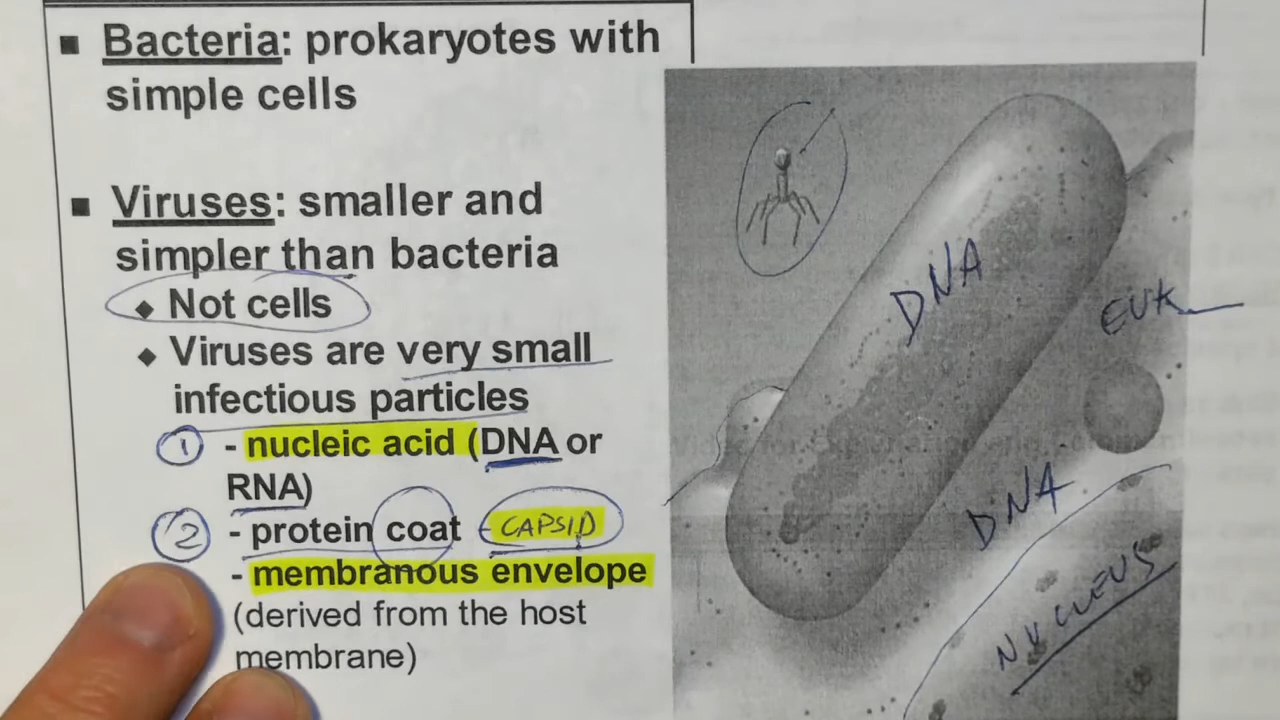 ■ Bacteria: prokaryotes with
simple cells
■ Viruses: smaller and
simpler than bacteria
◆ Not cells
◆ Viruses are very small
infectious particles
1 - nucleic acid (DNA or
RNA)
2 - protein coat - CAPSID
- membranous envelope
(derived from the host
membrane)
DNA
EUK
DNA
NUCLEUS